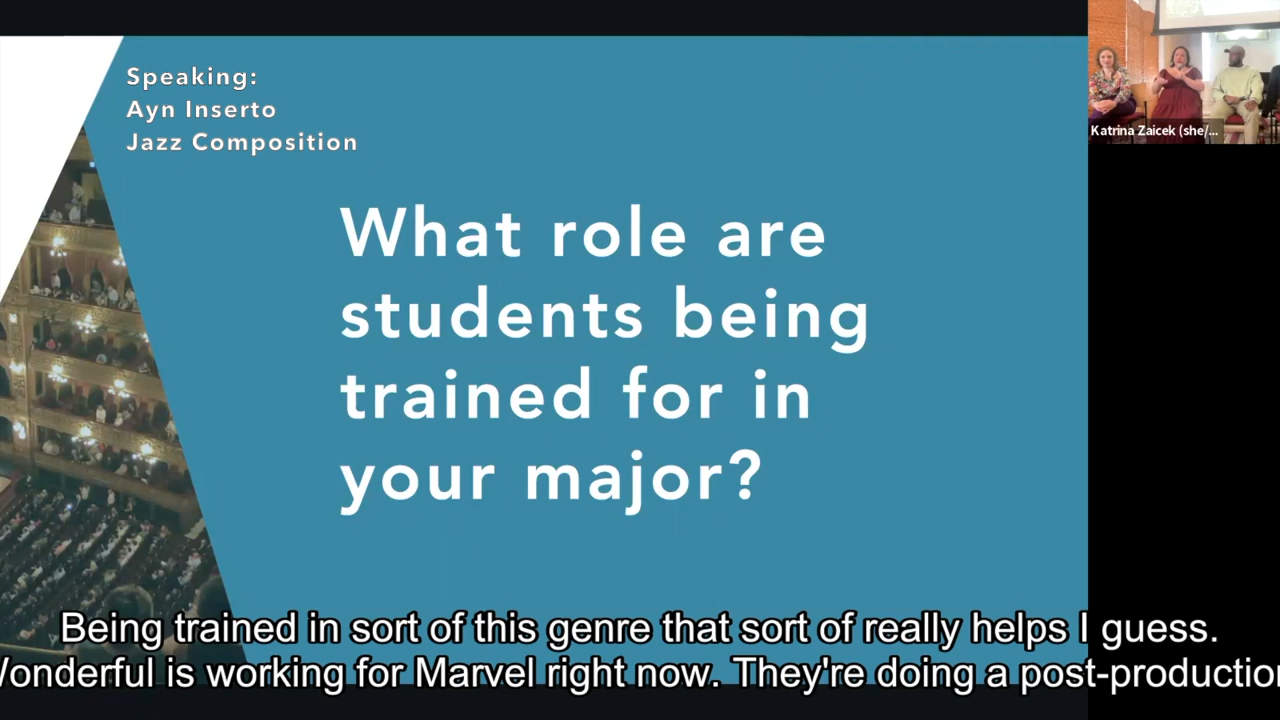 Speaking:
Ayn Inserto
Jazz Composition
Katrina Zaicek (she/...
What role are
students being
trained for in
your major?
Being trained in sort of this genre that sort of really helps I guess.
Wonderful is working for Marvel right now. They're doing a post-production